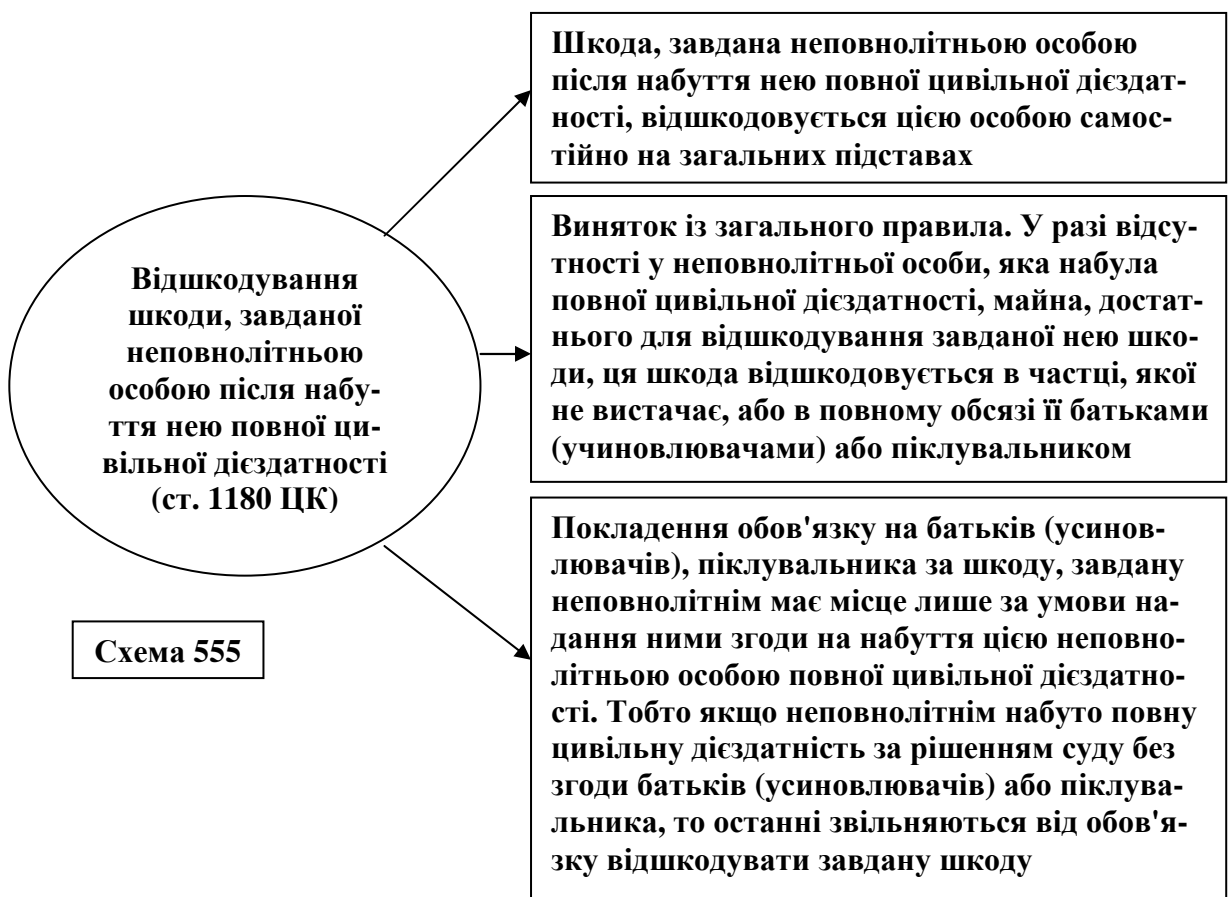 Шкода, завдана неповнолітньою особою
після набуття нею повної цивільної дієздат-
ності, відшкодовується цією особою самос-
тійно на загальних підставах
Відшкодування
шкоди, завданої
неповнолітньою
особою після набу-
ття нею повної ци-
вільної дієздатності
(ст. 1180 ЦК)
Виняток із загального правила. У разі відсу-
тності у неповнолітньої особи, яка набула
повної цивільної дієздатності, майна, достат-
нього для відшкодування завданої нею шко-
ди, ця шкода відшкодовується в частці, якої
не вистачає, або в повному обсязі її батьками
(учиновлювачами) або піклувальником
Покладення обов'язку на батьків (усинов-
лювачів), піклувальника за шкоду, завдану
неповнолітнім має місце лише за умови на-
дання ними згоди на набуття цією неповно-
літньою особою повної цивільної дієздатно-
сті. Тобто якщо неповнолітнім набуто повну
цивільну дієздатність за рішенням суду без
згоди батьків (усиновлювачів) або піклува-
льника, то останні звільняються від обов'я-
зку відшкодувати завдану шкоду
Схема 555